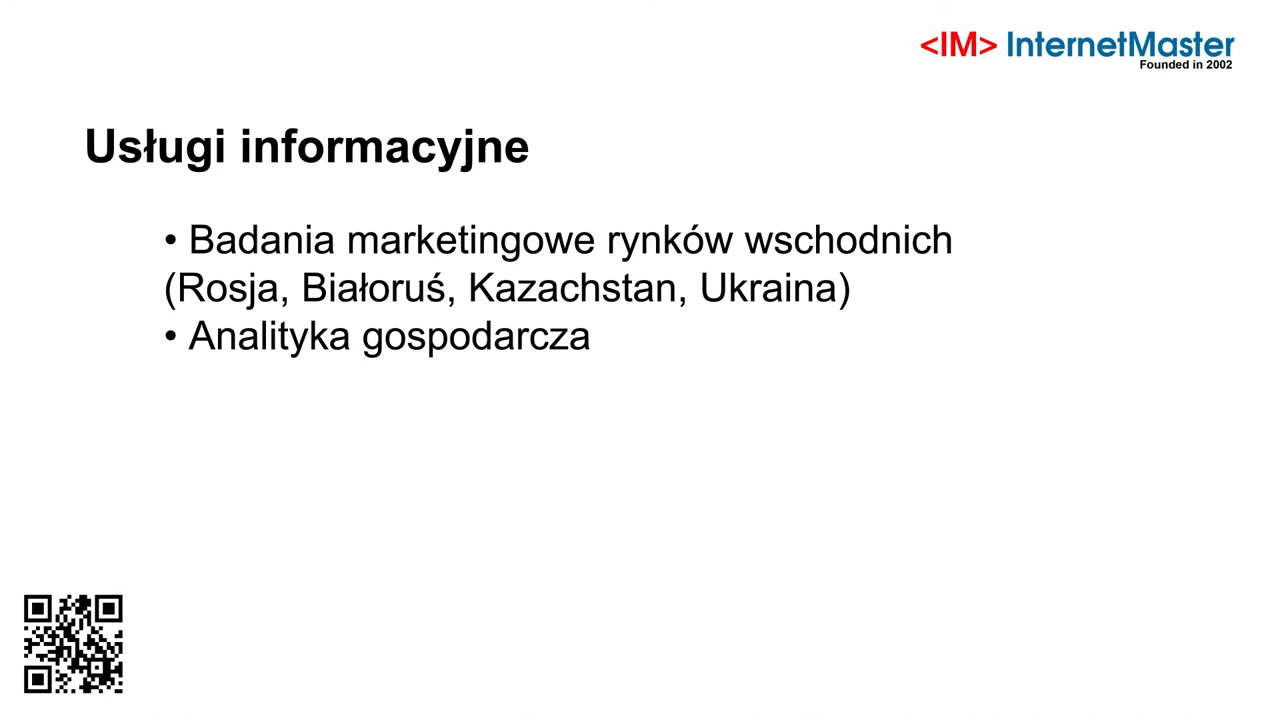 <IM> InternetMaster
Founded in 2002
Usługi informacyjne
• Badania marketingowe rynków wschodnich
(Rosja, Białoruś, Kazachstan, Ukraina)
• Analityka gospodarcza